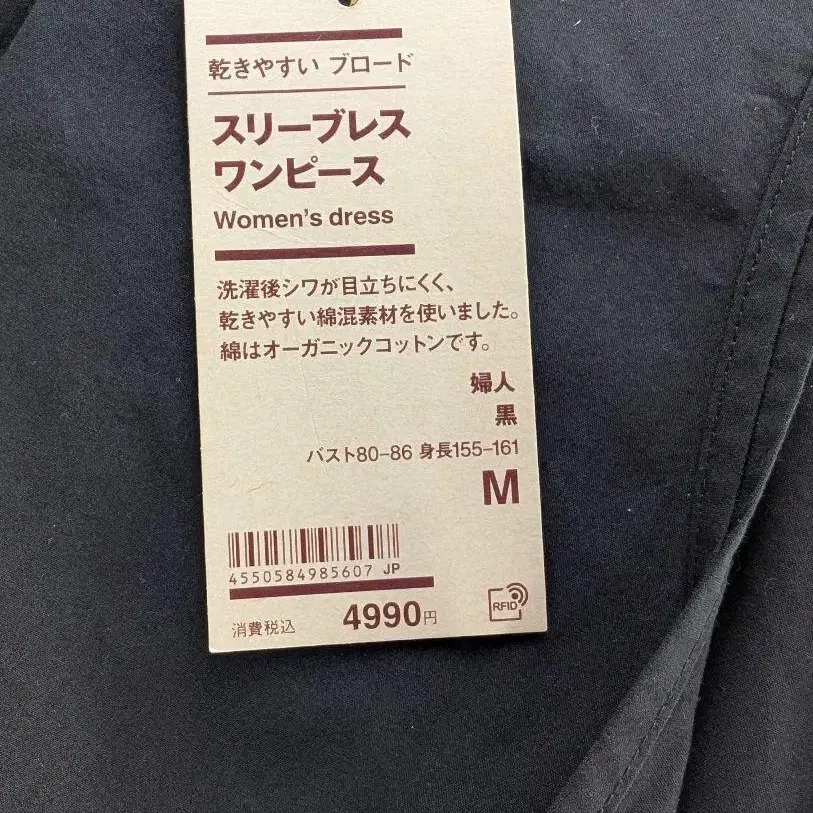 乾きやすい ブロード
スリーブレス
ワンピース
Women's dress
洗濯後シワが目立ちにくく、
乾きやすい綿混素材を使いました。
綿はオーガニックコットンです。
婦人
黒
バスト80-86 身長155-161
M
4550584985607 JP
消費税込 4990円
RFID